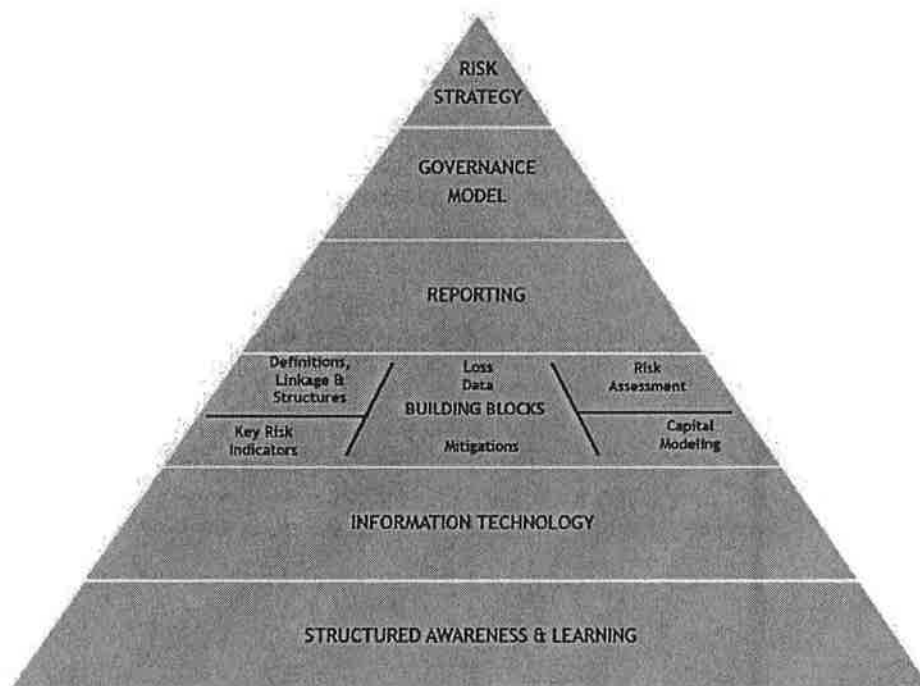 RISK
STRATEGY
GOVERNANCE
MODEL
REPORTING
Definitions,
Linkage &
Structures
Key Risk
Indicators
Loss
Data
BUILDING BLOCKS
Mitigations
Risk
Assessment
Capital
Modeling
INFORMATION TECHNOLOGY
STRUCTURED AWARENESS & LEARNING